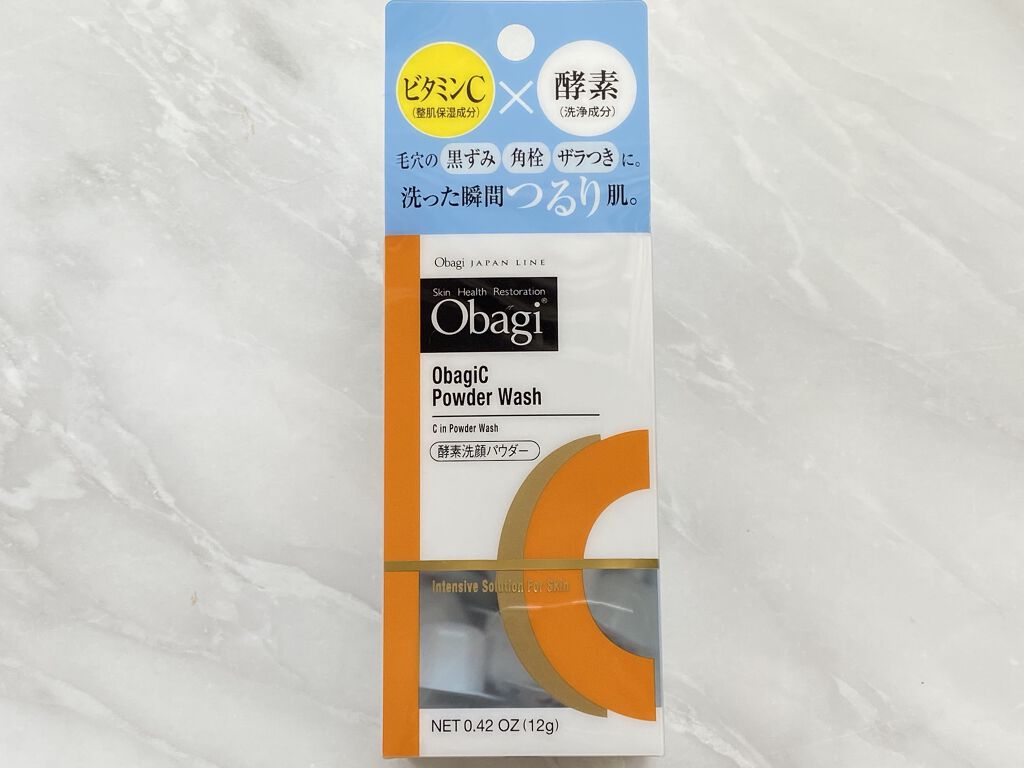 ビタミンC × 酵素
(整肌保湿成分) (洗浄成分)
毛穴の 黒ずみ 角栓 ザラつき に。
洗った瞬間つるり肌。
Obagi JAPAN LINE
Skin Health Restoration
Obagi®
ObagiC
Powder Wash
C in Powder Wash
酵素洗顔パウダー
Intensive Solution For Skin
NET 0.42 OZ (12g)